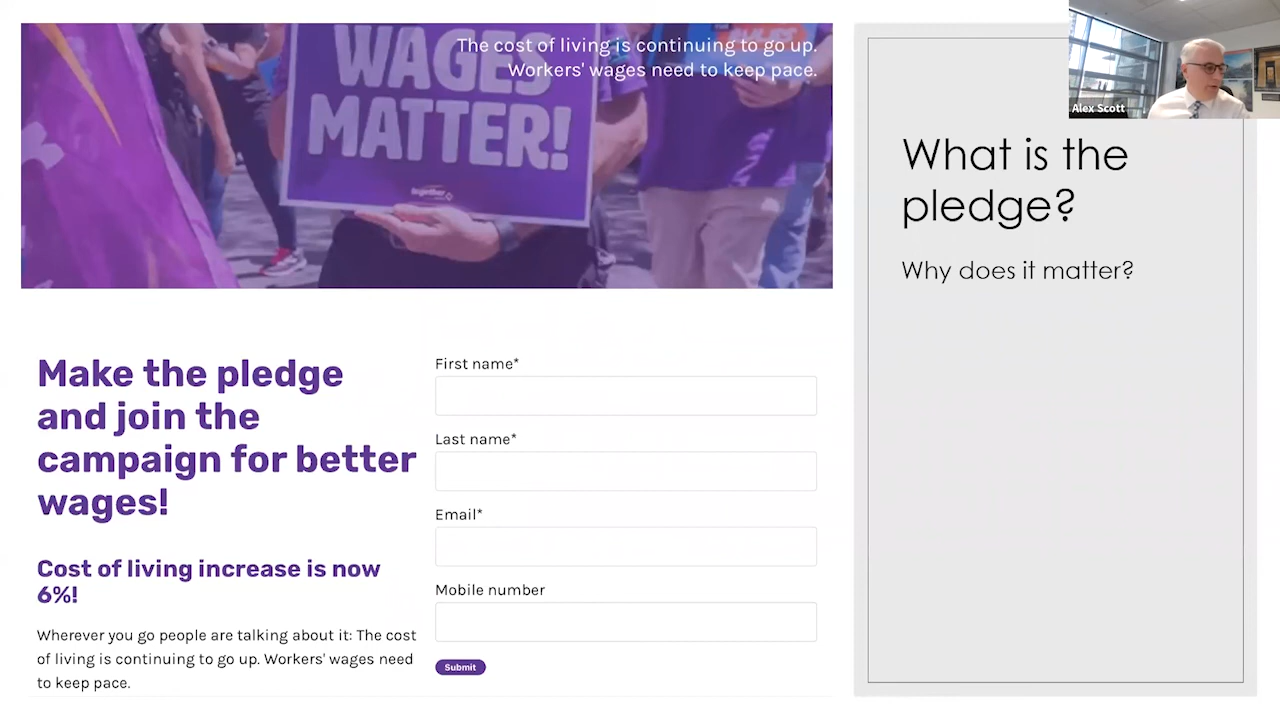 The cost of living is continuing to go up.
Workers' wages need to keep pace.
WAGES
MATTER!
together
Make the pledge
and join the
campaign for better
wages!
Cost of living increase is now
6%!
Wherever you go people are talking about it: The cost
of living is continuing to go up. Workers' wages need
to keep pace.
First name*
Last name*
Email*
Mobile number
Submit
What is the
pledge?
Why does it matter?
Alex Scott